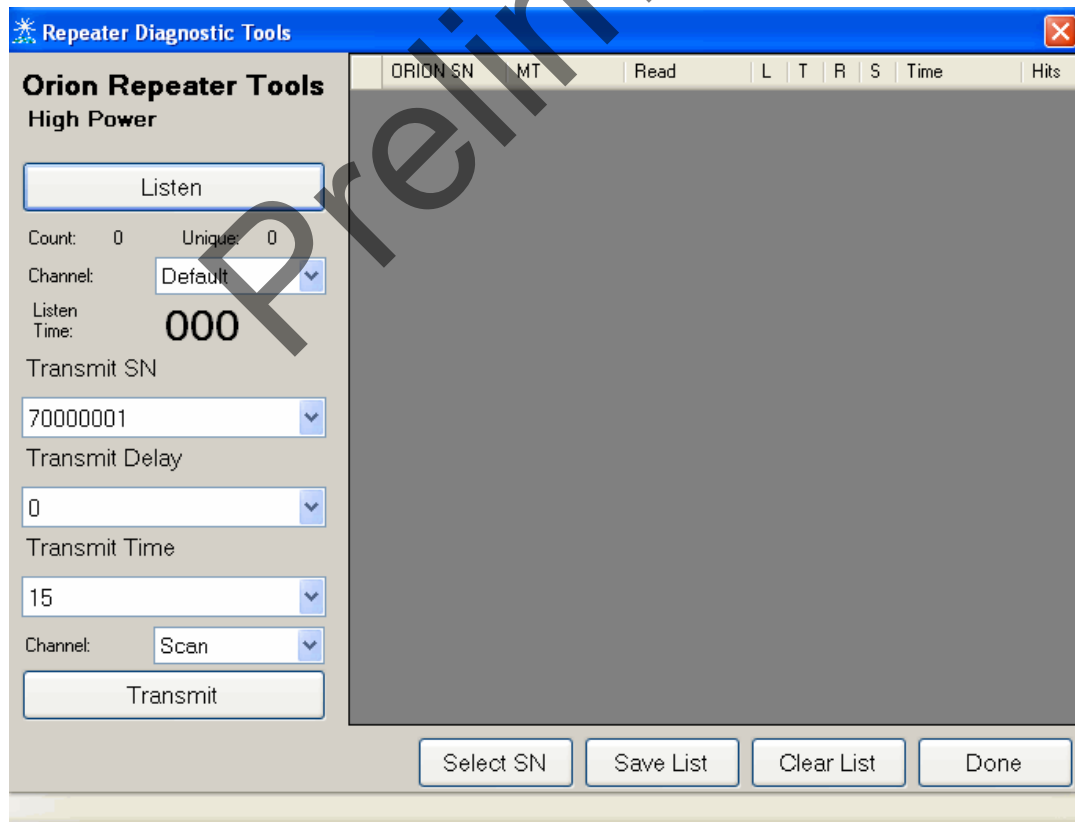 Repeater Diagnostic Tools
Orion Repeater Tools
High Power
Listen
Count: 0 Unique: 0
Channel: Default
Listen
Time: 000
Transmit SN
70000001
Transmit Delay
0
Transmit Time
15
Channel: Scan
Transmit
ORION SN MT Read L T R S Time Hits
Select SN Save List Clear List Done